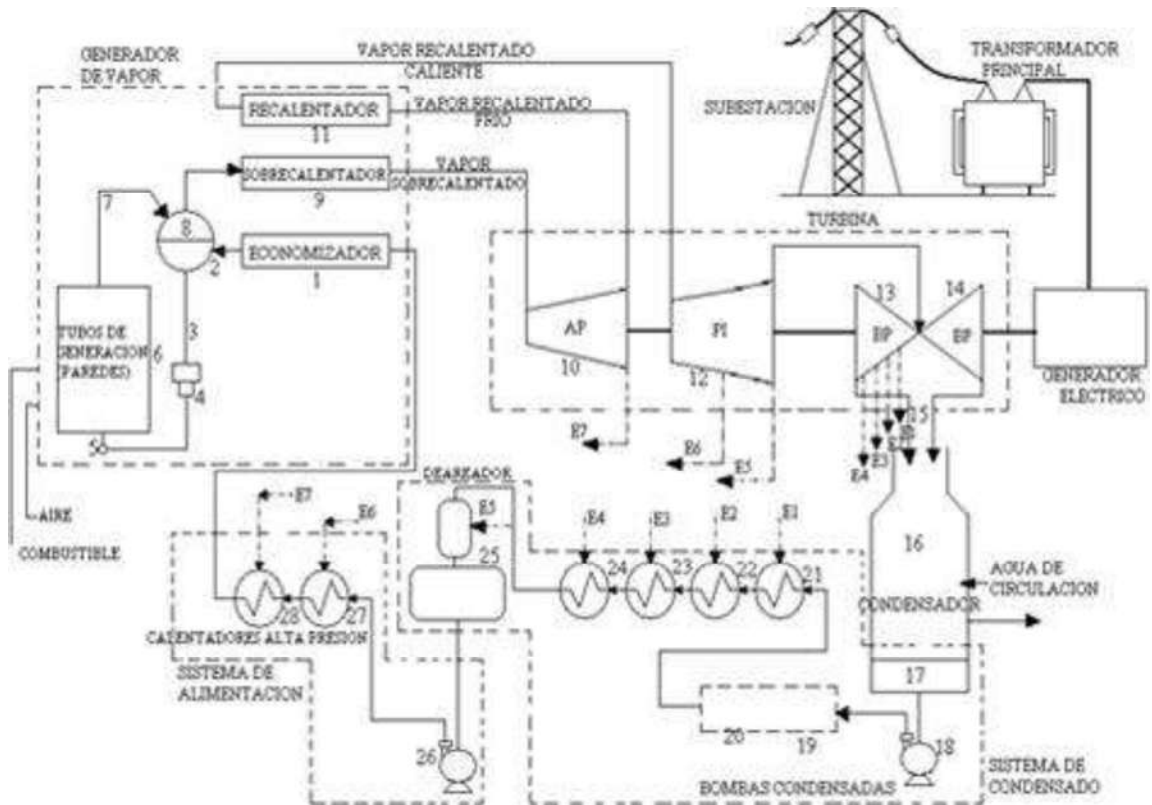 GENERADOR
DE VAPOR
VAPOR RECALENTADO
CALIENTE
RECALENTADOR
11
VAPOR RECALENTADO
FRIO
SOBRECALENTADOR
9
VAPOR
SOBRECALENTADO
ECONOMIZADOR
1
7
8
2
3
4
5
6
TUBOS DE
GENERACION
(PAREDES)
AIRE
COMBUSTIBLE
SUBESTACION
TRANSFORMADOR
PRINCIPAL
TURBINA
AP
10
PI
12
13
BP
14
BP
15
GENERADOR
ELECTRICO
E7
E6
E5
E4
E3
DEAREADOR
E5
25
E7
E6
28
27
CALENTADORES ALTA PRESION
SISTEMA DE
ALIMENTACION
26
E4
E3
E2
E1
24
23
22
21
16
AGUA DE
CIRCULACION
CONDENSADOR
17
18
20
19
BOMBAS CONDENSADAS
SISTEMA DE
CONDENSADO